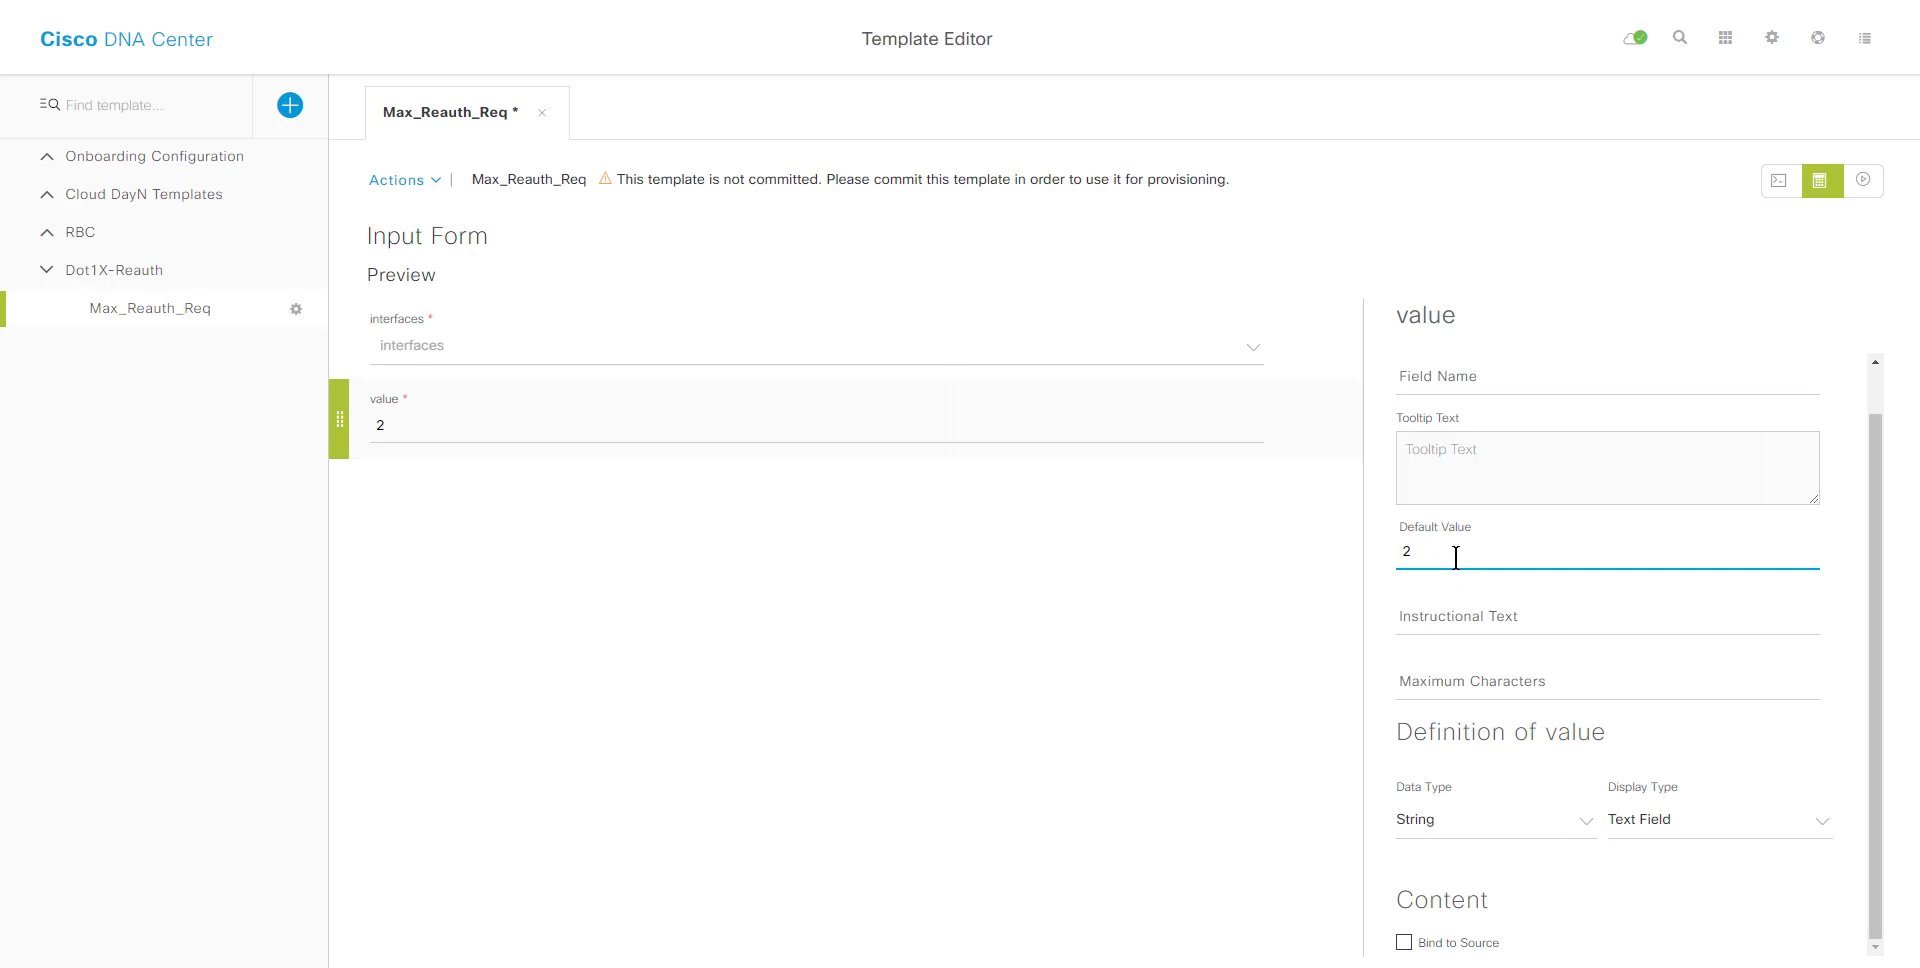 Cisco DNA Center
Template Editor
Find template...
Max_Reauth_Req *
Onboarding Configuration
Cloud DayN Templates
RBC
Dot1X-Reauth
Max_Reauth_Req
Actions | Max_Reauth_Req This template is not committed. Please commit this template in order to use it for provisioning.
Input Form
Preview
interfaces *
interfaces
value *
2
value
Field Name
Tooltip Text
Tooltip Text
Default Value
2
Instructional Text
Maximum Characters
Definition of value
Data Type Display Type
String Text Field
Content
Bind to Source